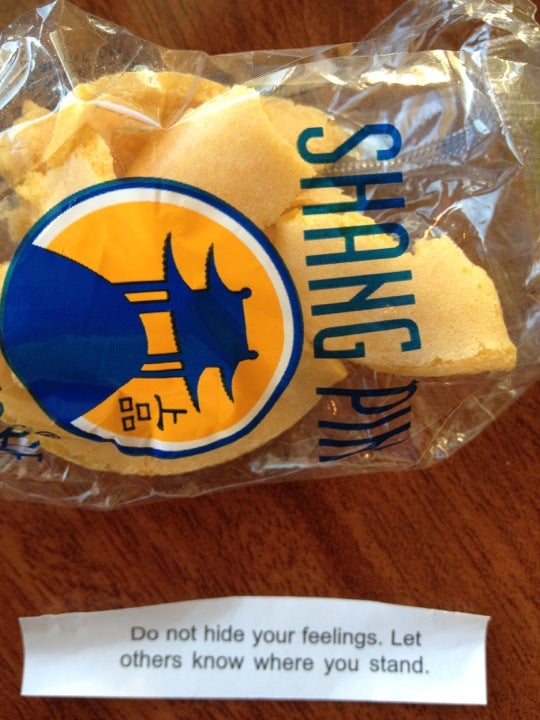 SHANG PIN
上品
Do not hide your feelings. Let
others know where you stand.